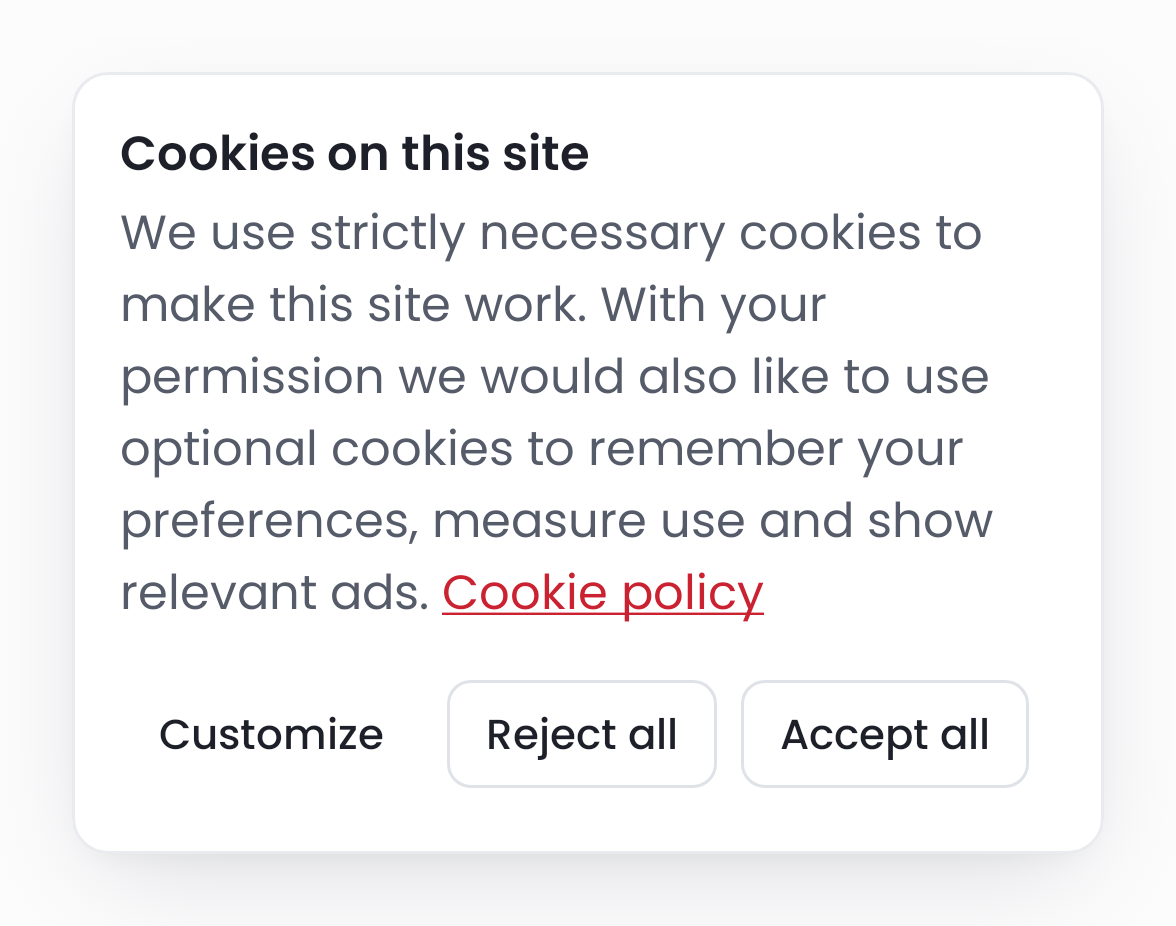 Cookies on this site
We use strictly necessary cookies to
make this site work. With your
permission we would also like to use
optional cookies to remember your
preferences, measure use and show
relevant ads. Cookie policy
Customize Reject all Accept all